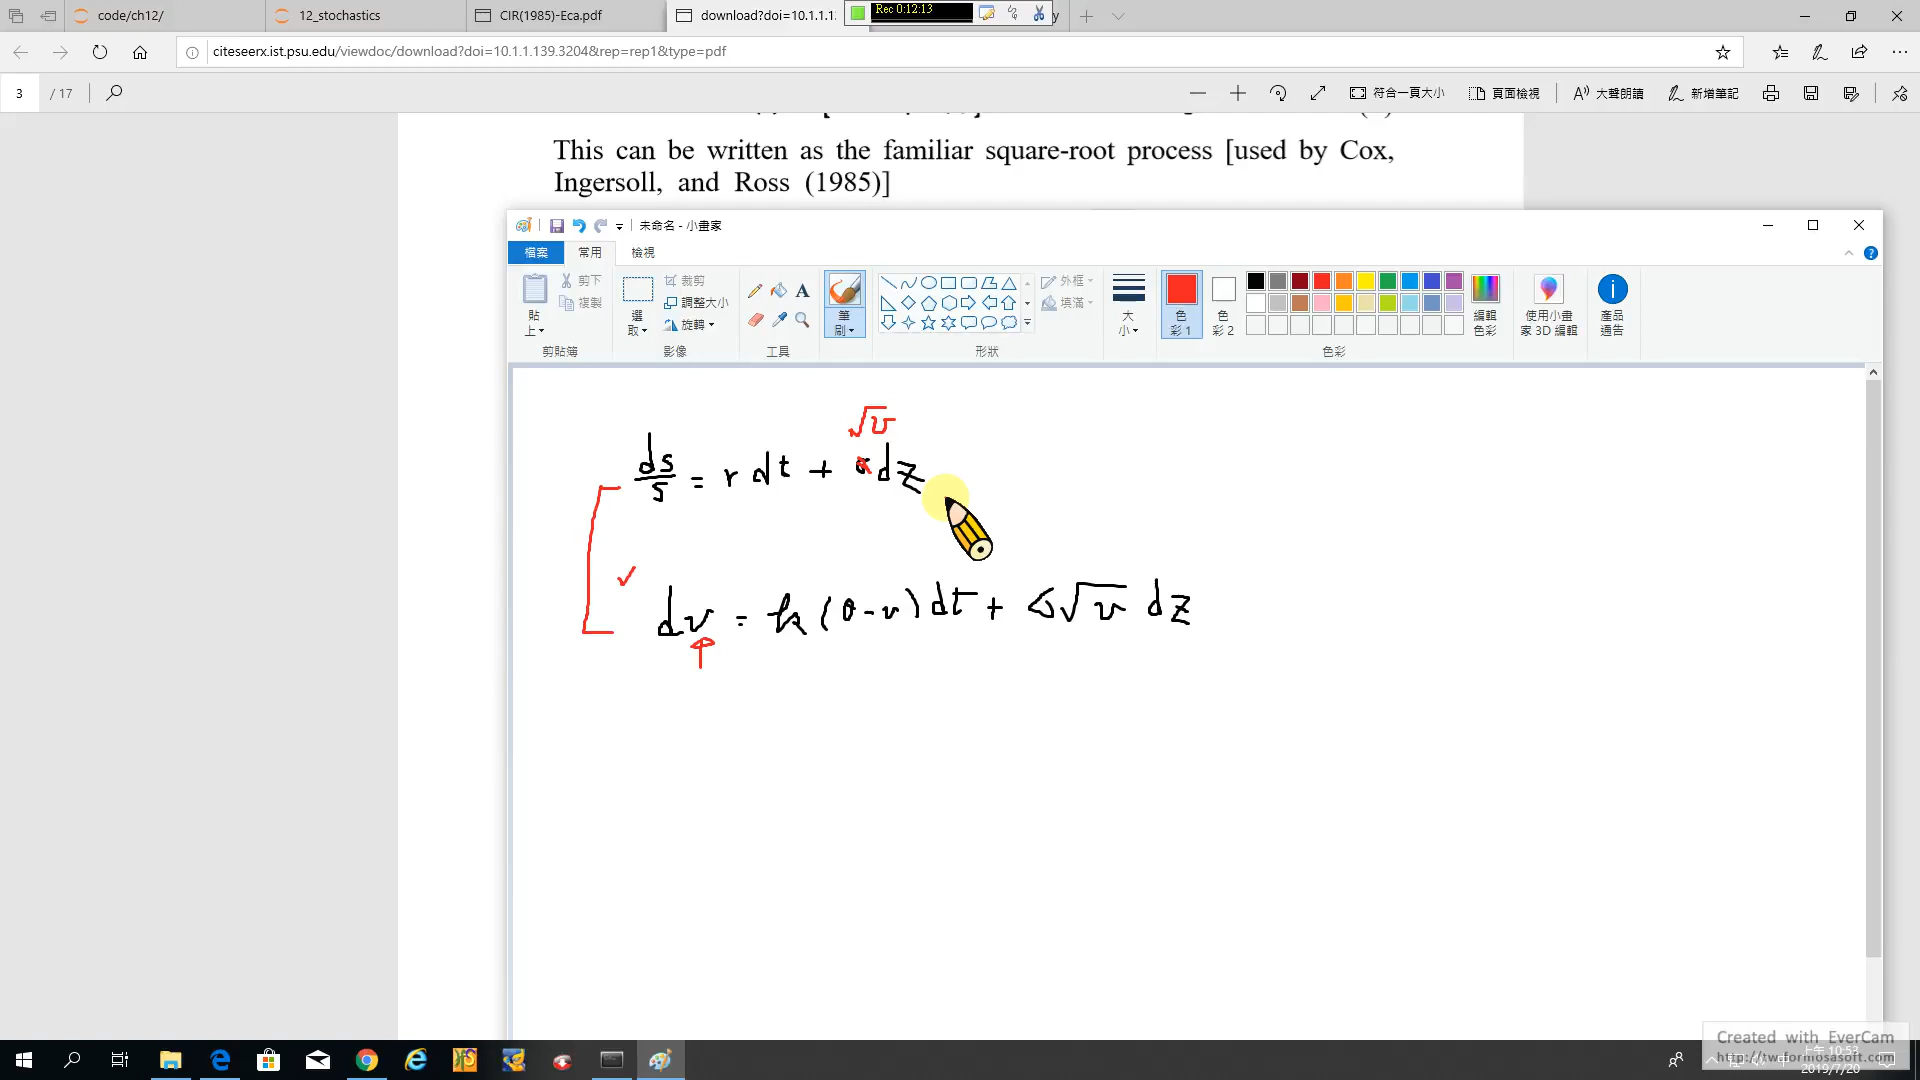 code/ch12/
12_stochastics
CIR(1985)-Eca.pdf
download?doi=10.1.1.1:
Rec 0:12:13
y
citeseerx.ist.psu.edu/viewdoc/download?doi=10.1.1.139.3204&rep=rep1&type=pdf
3 / 17
符合一頁大小
頁面檢視
大聲朗讀
新增筆記
This can be written as the familiar square-root process [used by Cox,
Ingersoll, and Ross (1985)]
未命名 - 小畫家
檔案 常用 檢視
貼上
剪下
複製
剪貼簿
選取
裁剪
調整大小
旋轉
影像
A
工具
筆刷
形狀
外框
填滿
大小
色彩 1
色彩 2
色彩
編輯色彩
使用小畫家 3D 編輯
產品通告
√v
ds/s = r dt + σ dz
dv = k(θ-v)dt + σ√v dz
Created with EverCam
http://tw.formosasoft.com
上午 10:53
2019/7/20